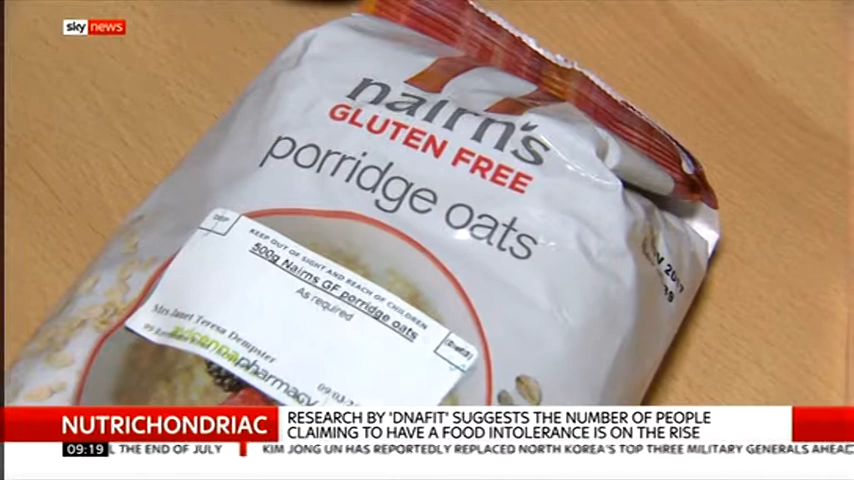 sky news
nairn's
GLUTEN FREE
porridge oats
KEEP OUT OF SIGHT AND REACH OF CHILDREN
500g Nairns GF porridge oats
As required
Mrs Janet Teresa Dempster
pharmacy
NUTRICHONDRIAC
RESEARCH BY 'DNAFIT' SUGGESTS THE NUMBER OF PEOPLE
CLAIMING TO HAVE A FOOD INTOLERANCE IS ON THE RISE
09:19 L THE END OF JULY KIM JONG UN HAS REPORTEDLY REPLACED NORTH KOREA'S TOP THREE MILITARY GENERALS AHEA